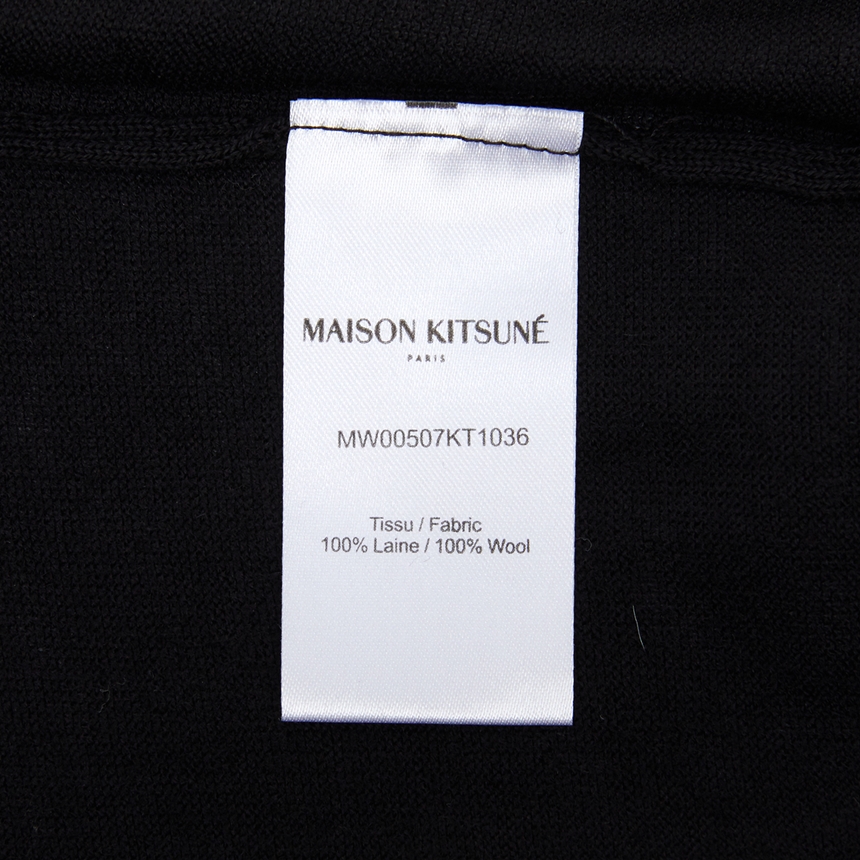 MAISON KITSUNÉ
PARIS
MW00507KT1036
Tissu / Fabric
100% Laine / 100% Wool